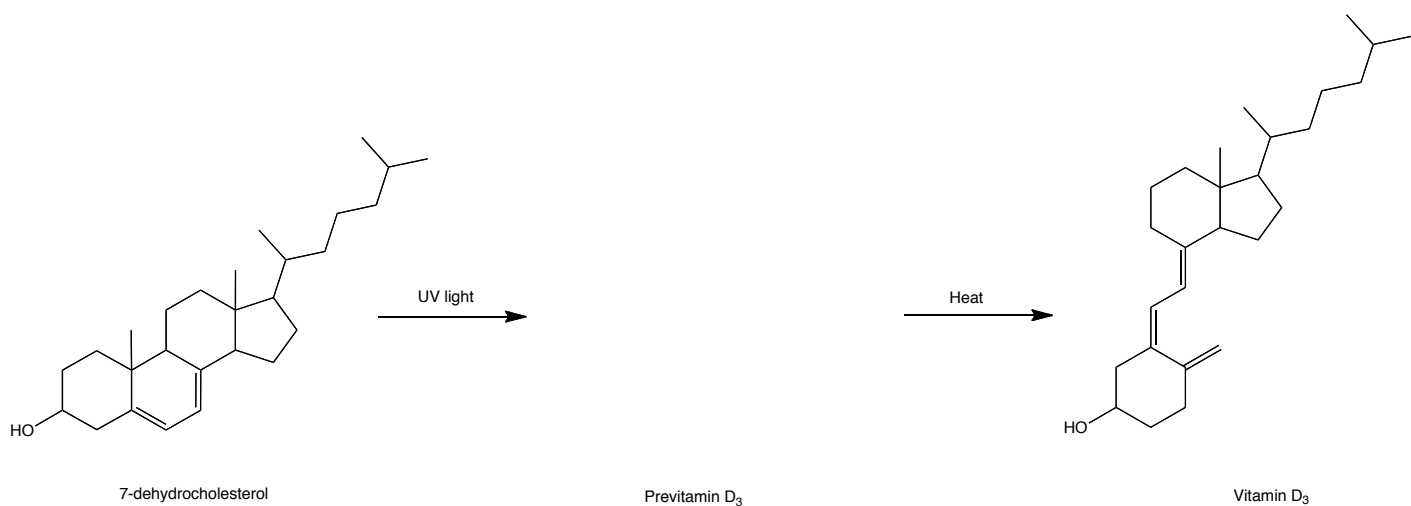 UV light
Heat
HO
HO
7-dehydrocholesterol
Previtamin D₃
Vitamin D₃